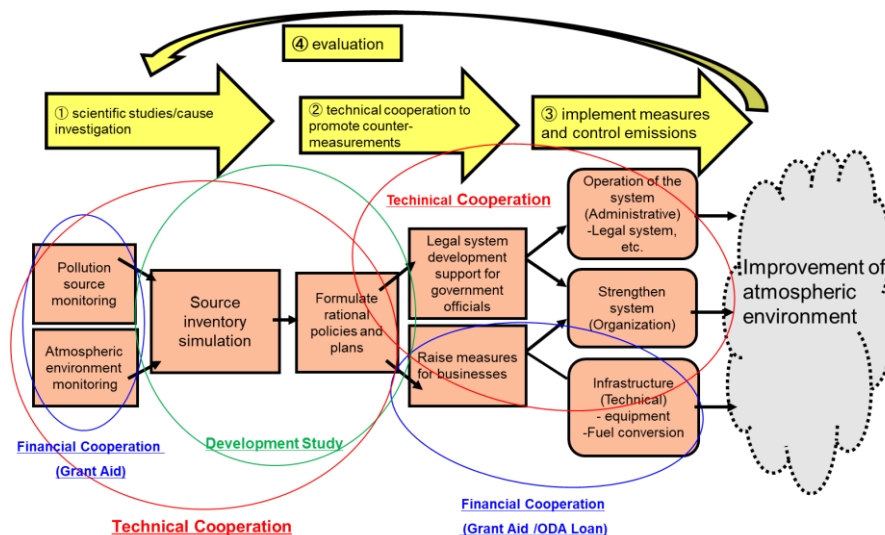 ④ evaluation
① scientific studies/cause
investigation
② technical cooperation to
promote counter-
measurements
③ implement measures
and control emissions
Techinical Cooperation
Pollution
source
monitoring
Atmospheric
environment
monitoring
Source
inventory
simulation
Formulate
rational
policies and
plans
Legal system
development
support for
government
officials
Raise measures
for businesses
Operation of the
system
(Administrative)
-Legal system,
etc.
Strengthen
system
(Organization)
Infrastructure
(Technical)
- equipment
-Fuel conversion
Improvement of
atmospheric
environment
Financial Cooperation
(Grant Aid)
Development Study
Technical Cooperation
Financial Cooperation
(Grant Aid /ODA Loan)